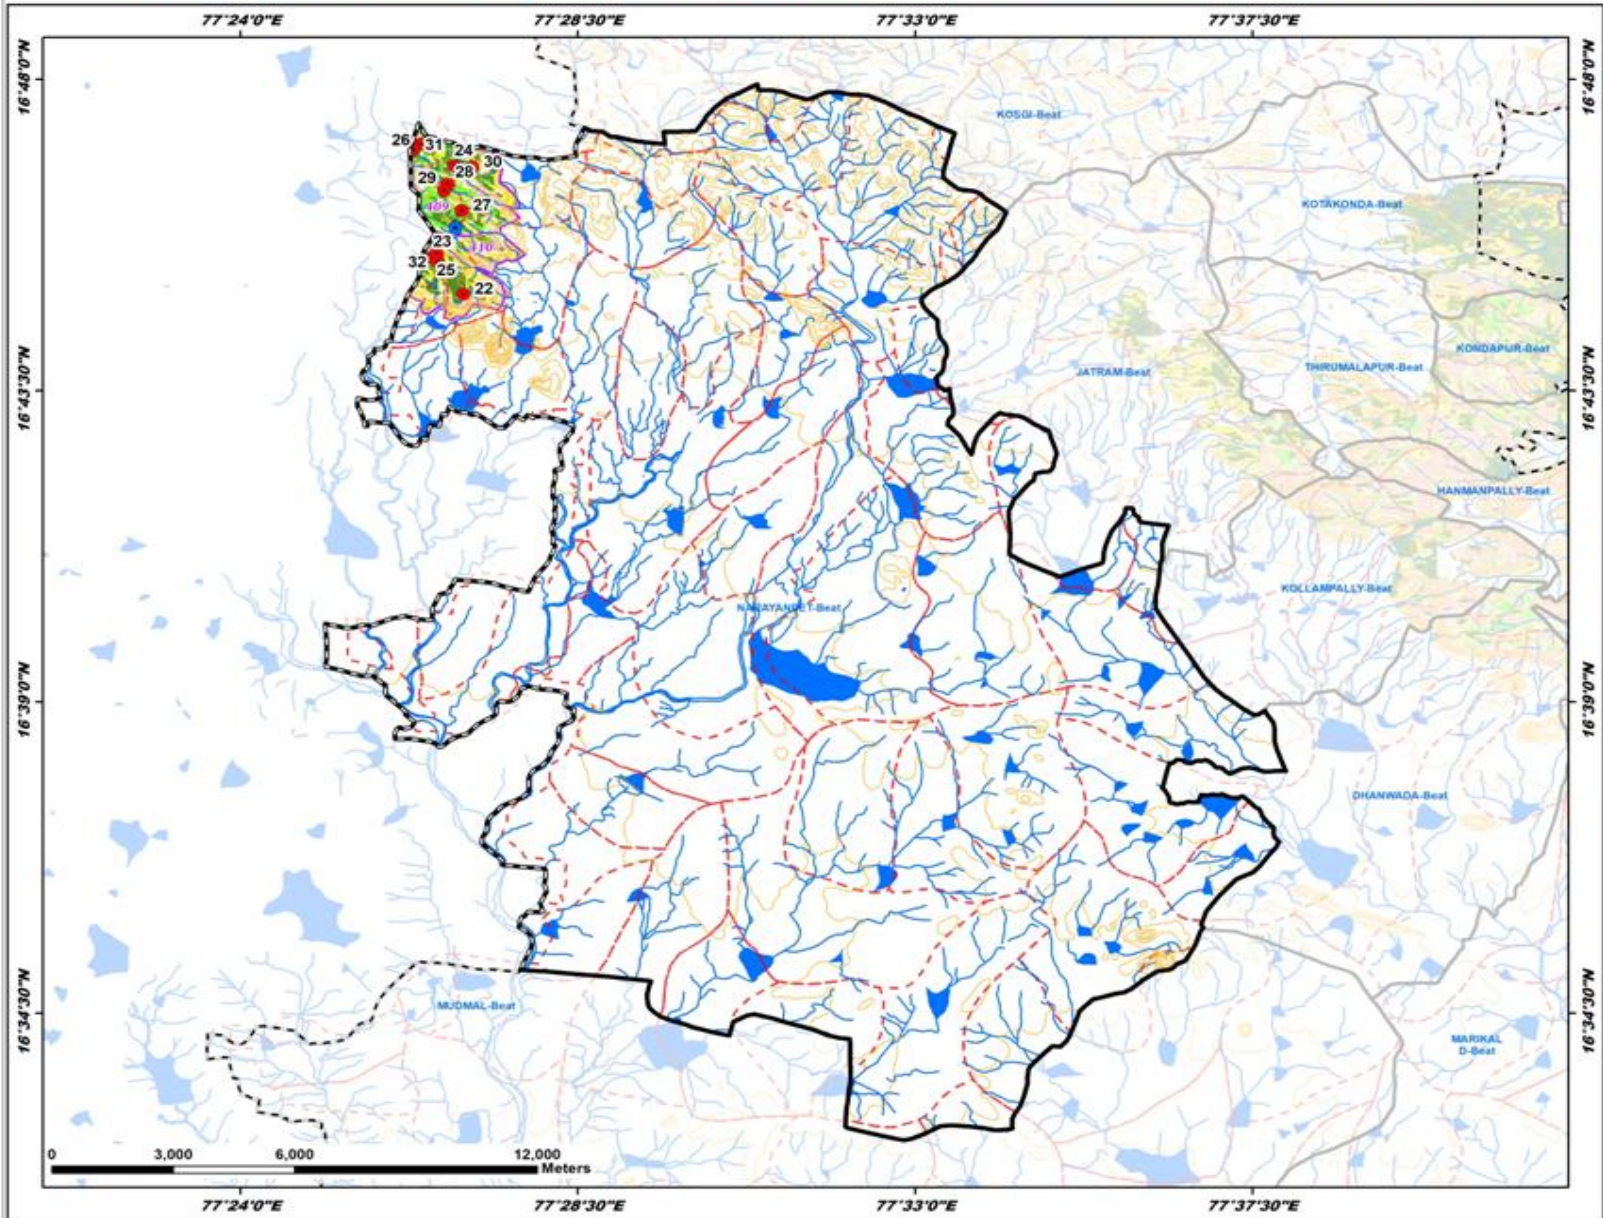 77°24'0"E 77°28'30"E 77°33'0"E 77°37'30"E
16°48'0"N
16°48'0"N
KOSGI-Beat
26
31
24
30
28
29
409
27
KOTAKONDA-Beat
23
410
32
25
22
16°43'30"N
16°43'30"N
KONDAPUR-Beat
JATRAM-Beat
THIRUMALAPUR-Beat
HANMANPALLY-Beat
KOLLAMPALLY-Beat
NARAYANPET-Beat
16°39'0"N
16°39'0"N
DHANWADA-Beat
16°34'30"N
16°34'30"N
MUDMAL-Beat
MARIKAL
D-Beat
0 3,000 6,000 12,000
Meters
77°24'0"E 77°28'30"E 77°33'0"E 77°37'30"E